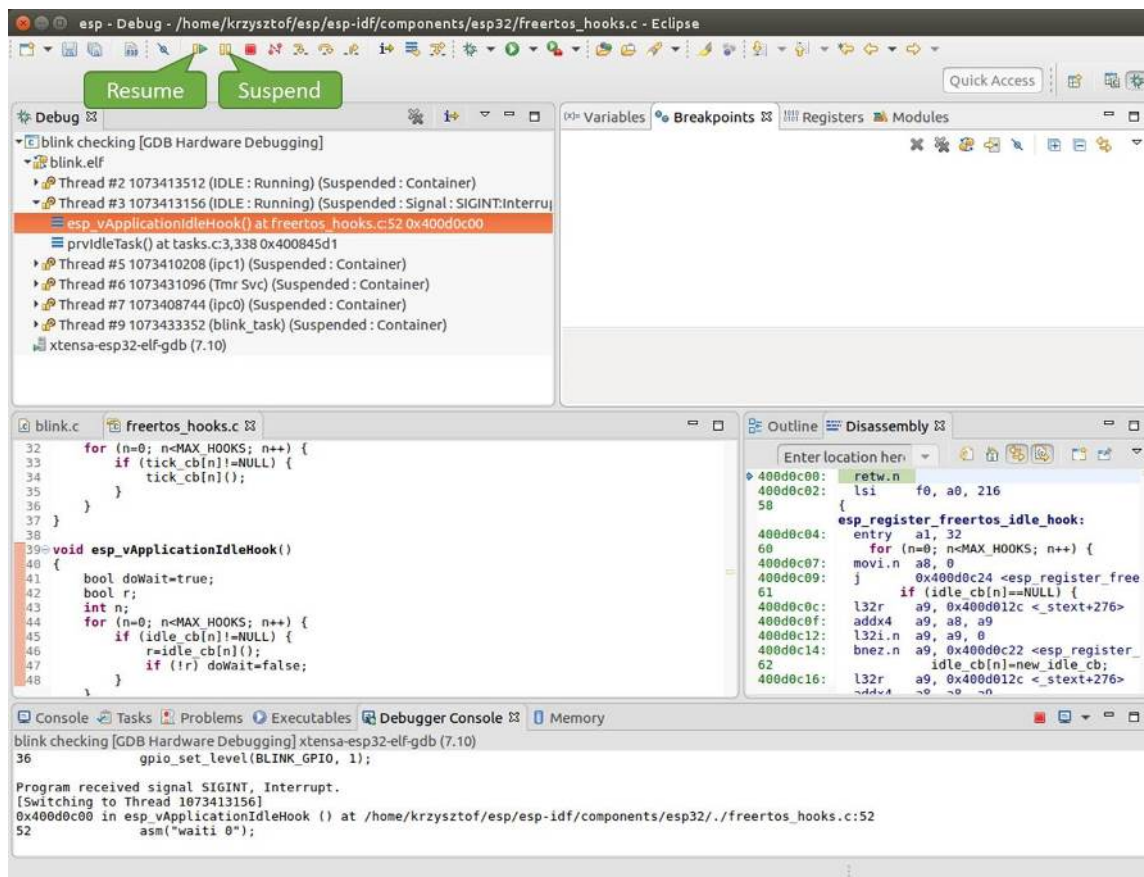 esp - Debug - /home/krzysztof/esp/esp-idf/components/esp32/freertos_hooks.c - Eclipse
Resume Suspend
Quick Access
Debug
blink checking [GDB Hardware Debugging]
blink.elf
Thread #2 1073413512 (IDLE : Running) (Suspended : Container)
Thread #3 1073413156 (IDLE : Running) (Suspended : Signal : SIGINT:Interru
esp_vApplicationIdleHook() at freertos_hooks.c:52 0x400d0c00
prvIdleTask() at tasks.c:3,338 0x400845d1
Thread #5 1073410208 (ipc1) (Suspended : Container)
Thread #6 1073431096 (Tmr Svc) (Suspended : Container)
Thread #7 1073408744 (ipc0) (Suspended : Container)
Thread #9 1073433352 (blink_task) (Suspended : Container)
xtensa-esp32-elf-gdb (7.10)
(x)= Variables Breakpoints Registers Modules
blink.c freertos_hooks.c
32 for (n=0; n<MAX_HOOKS; n++) {
33 if (tick_cb[n]!=NULL) {
34 tick_cb[n]();
35 }
36 }
37 }
38
39 void esp_vApplicationIdleHook()
40 {
41 bool doWait=true;
42 bool r;
43 int n;
44 for (n=0; n<MAX_HOOKS; n++) {
45 if (idle_cb[n]!=NULL) {
46 r=idle_cb[n]();
47 if (!r) doWait=false;
48 }
}
Outline Disassembly
Enter location her
400d0c00: retw.n
400d0c02: lsi f0, a0, 216
58 {
esp_register_freertos_idle_hook:
400d0c04: entry a1, 32
60 for (n=0; n<MAX_HOOKS; n++) {
400d0c07: movi.n a8, 0
400d0c09: j 0x400d0c24 <esp_register_free
61 if (idle_cb[n]==NULL) {
400d0c0c: l32r a9, 0x400d012c <_stext+276>
400d0c0f: addx4 a9, a8, a9
400d0c12: l32i.n a9, a9, 0
400d0c14: bnez.n a9, 0x400d0c22 <esp_register_
62 idle_cb[n]=new_idle_cb;
400d0c16: l32r a9, 0x400d012c <_stext+276>
addx4 a8, a8, a9
Console Tasks Problems Executables Debugger Console Memory
blink checking [GDB Hardware Debugging] xtensa-esp32-elf-gdb (7.10)
36 gpio_set_level(BLINK_GPIO, 1);
Program received signal SIGINT, Interrupt.
[Switching to Thread 1073413156]
0x400d0c00 in esp_vApplicationIdleHook () at /home/krzysztof/esp/esp-idf/components/esp32/./freertos_hooks.c:52
52 asm("waiti 0");